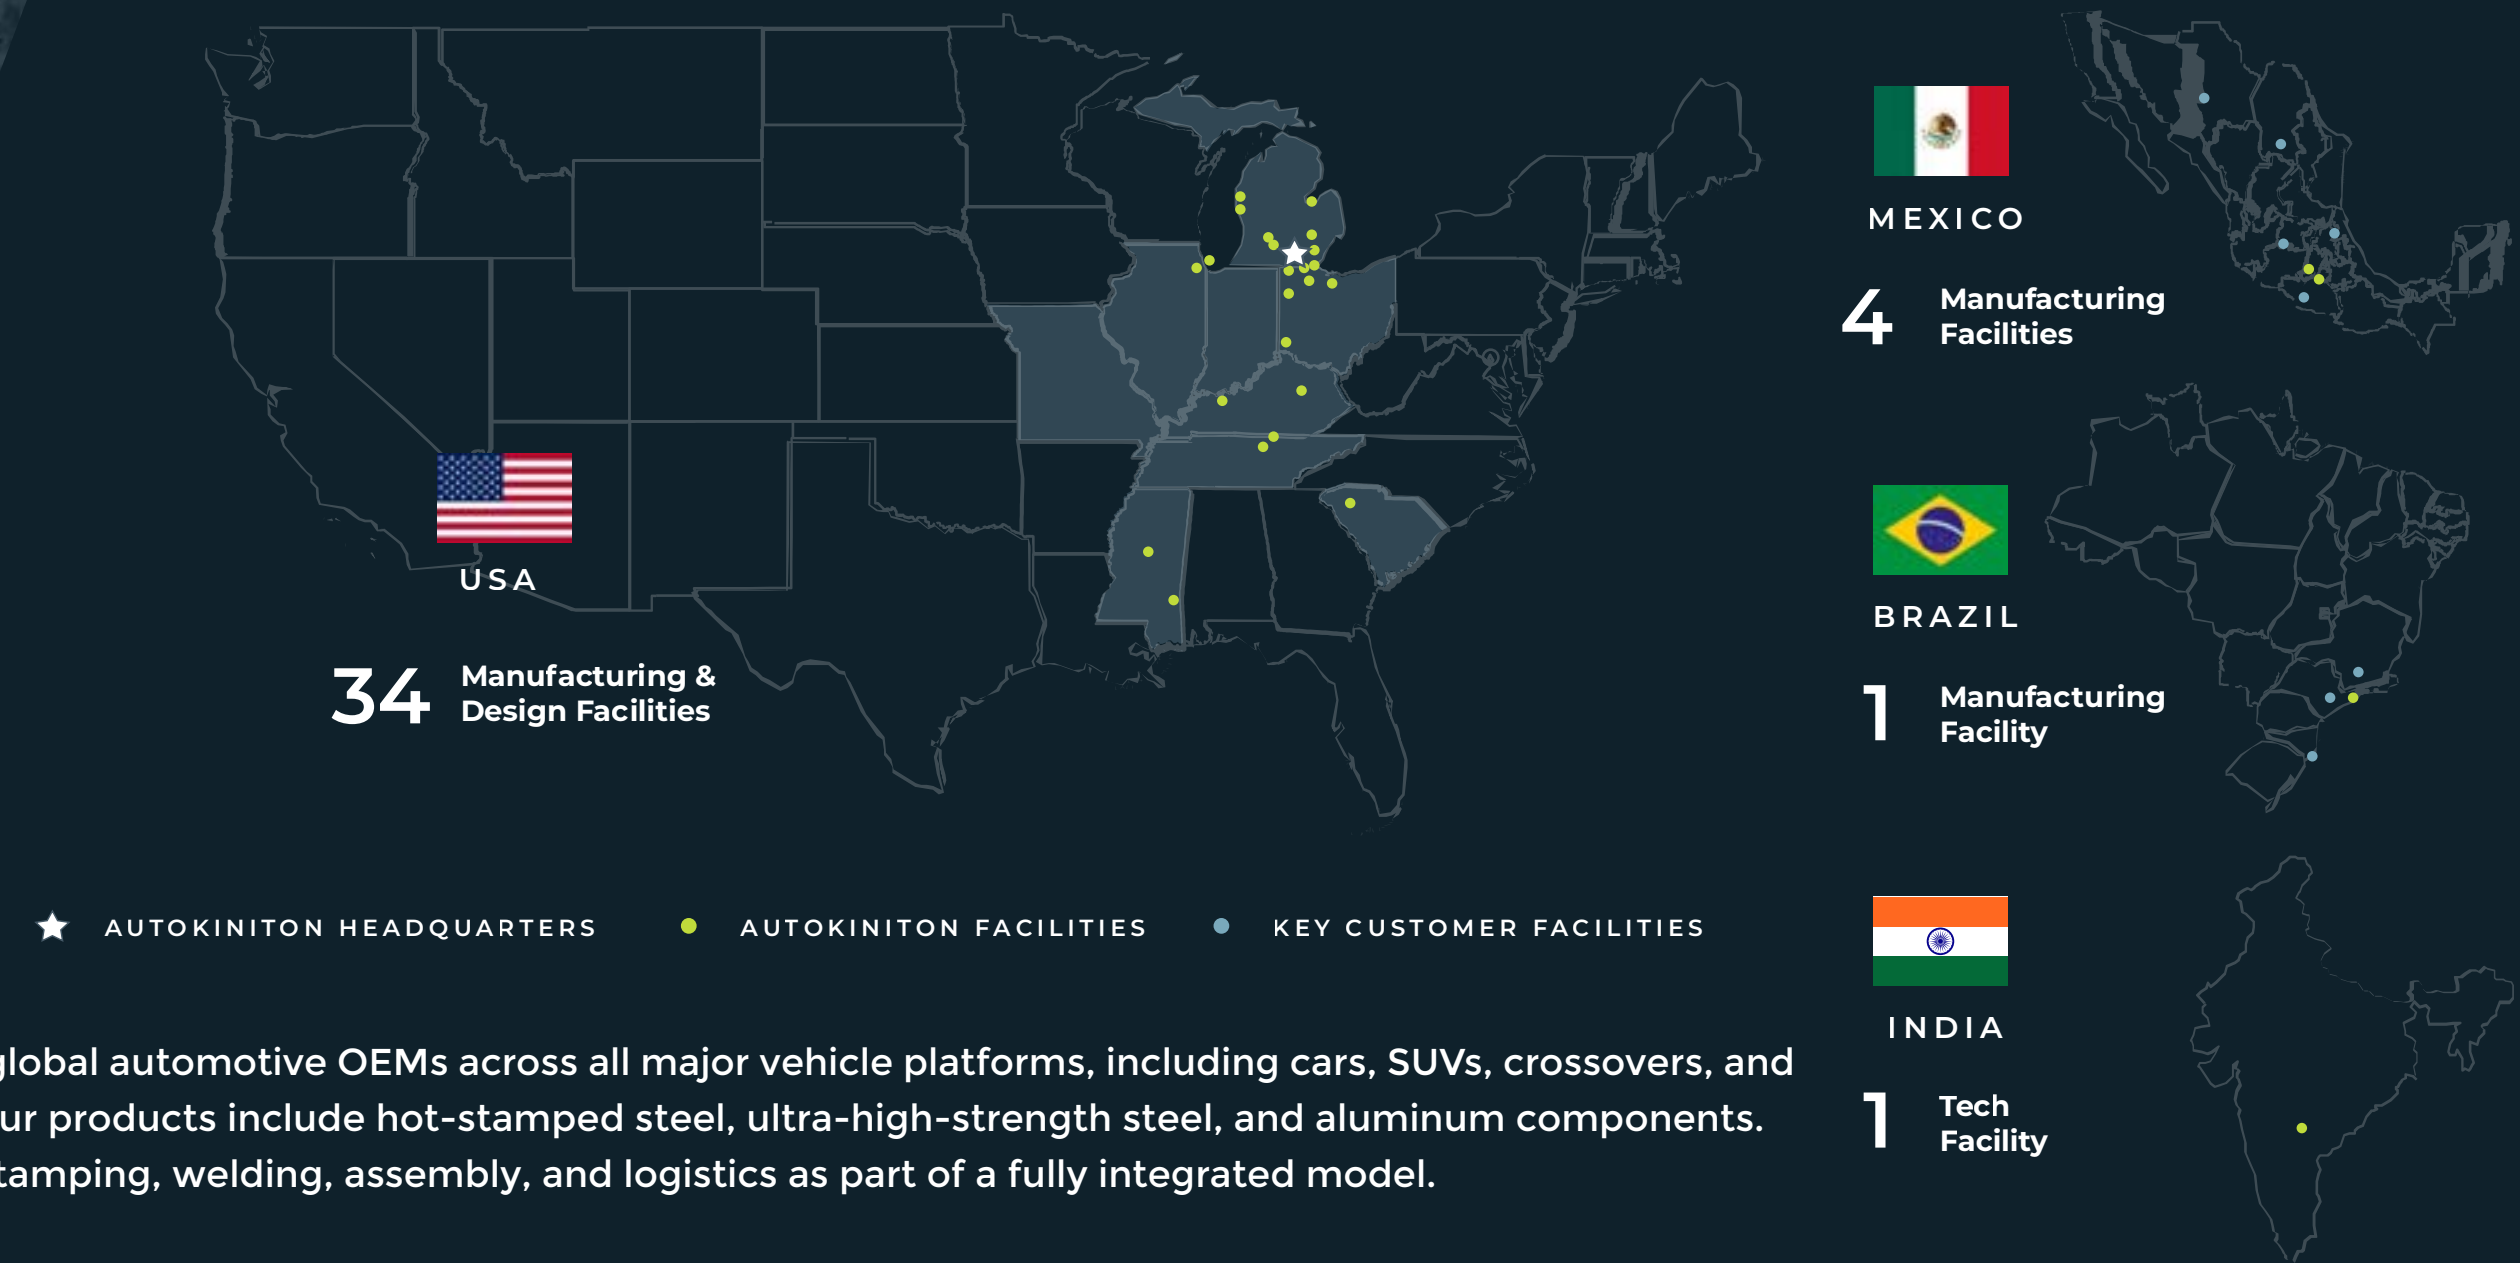 USA
34
Manufacturing &
Design Facilities
MEXICO
4
Manufacturing
Facilities
BRAZIL
1
Manufacturing
Facility
INDIA
1
Tech
Facility
AUTOKINITON HEADQUARTERS
AUTOKINITON FACILITIES
KEY CUSTOMER FACILITIES
global automotive OEMs across all major vehicle platforms, including cars, SUVs, crossovers, and
ur products include hot-stamped steel, ultra-high-strength steel, and aluminum components.
tamping, welding, assembly, and logistics as part of a fully integrated model.